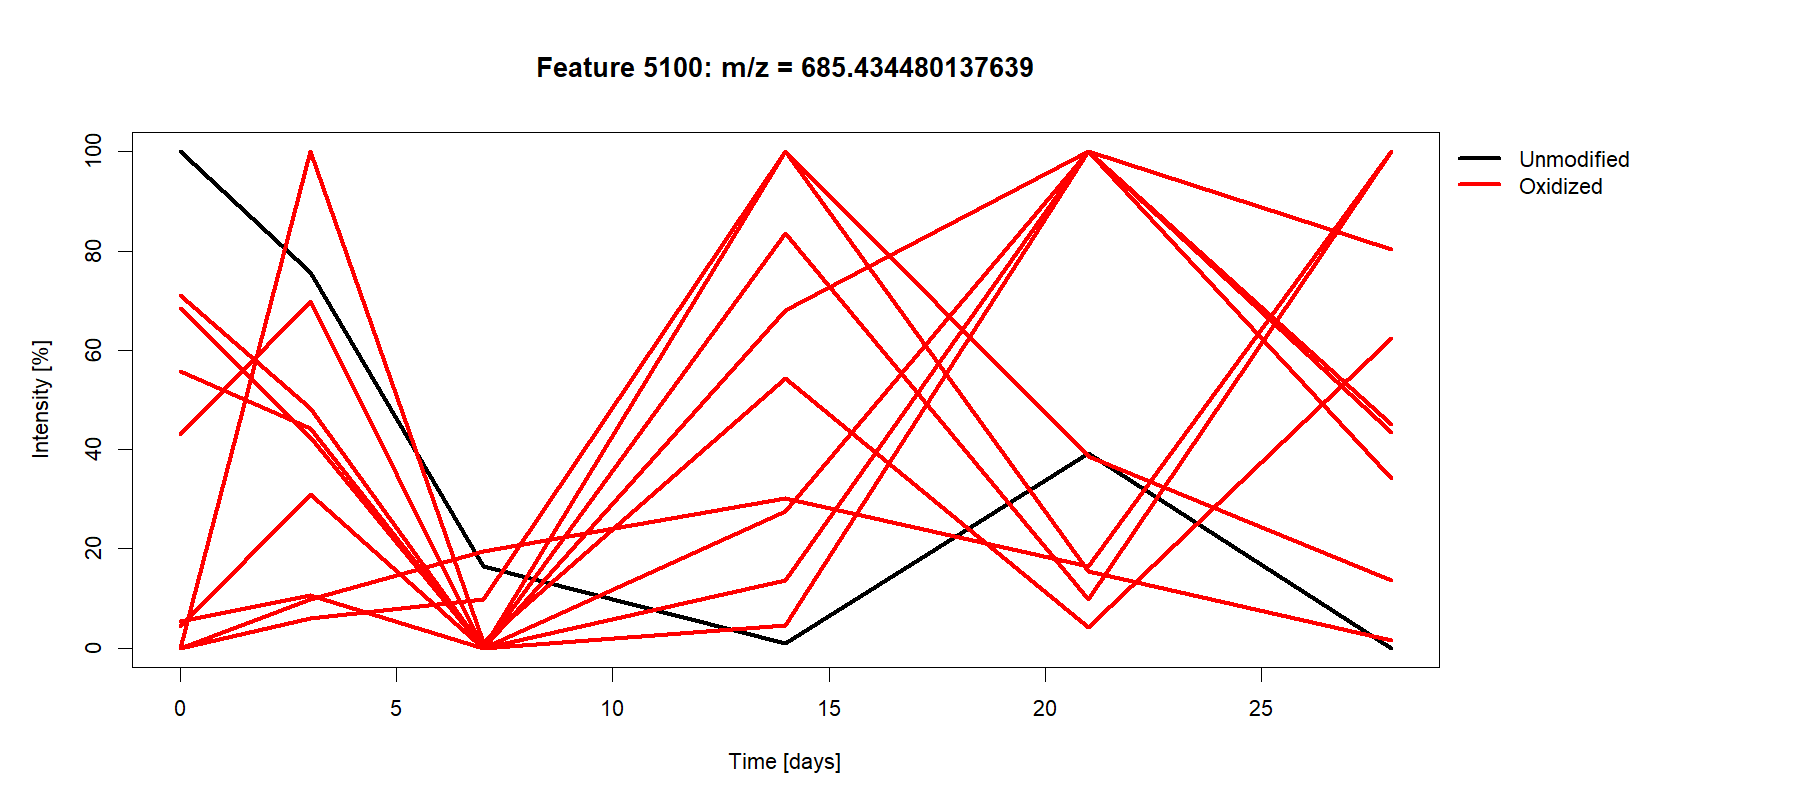 Feature 5100: m/z = 685.434480137639
Unmodified
Oxidized
Intensity [%]
100
80
60
40
20
0
0 5 10 15 20 25
Time [days]